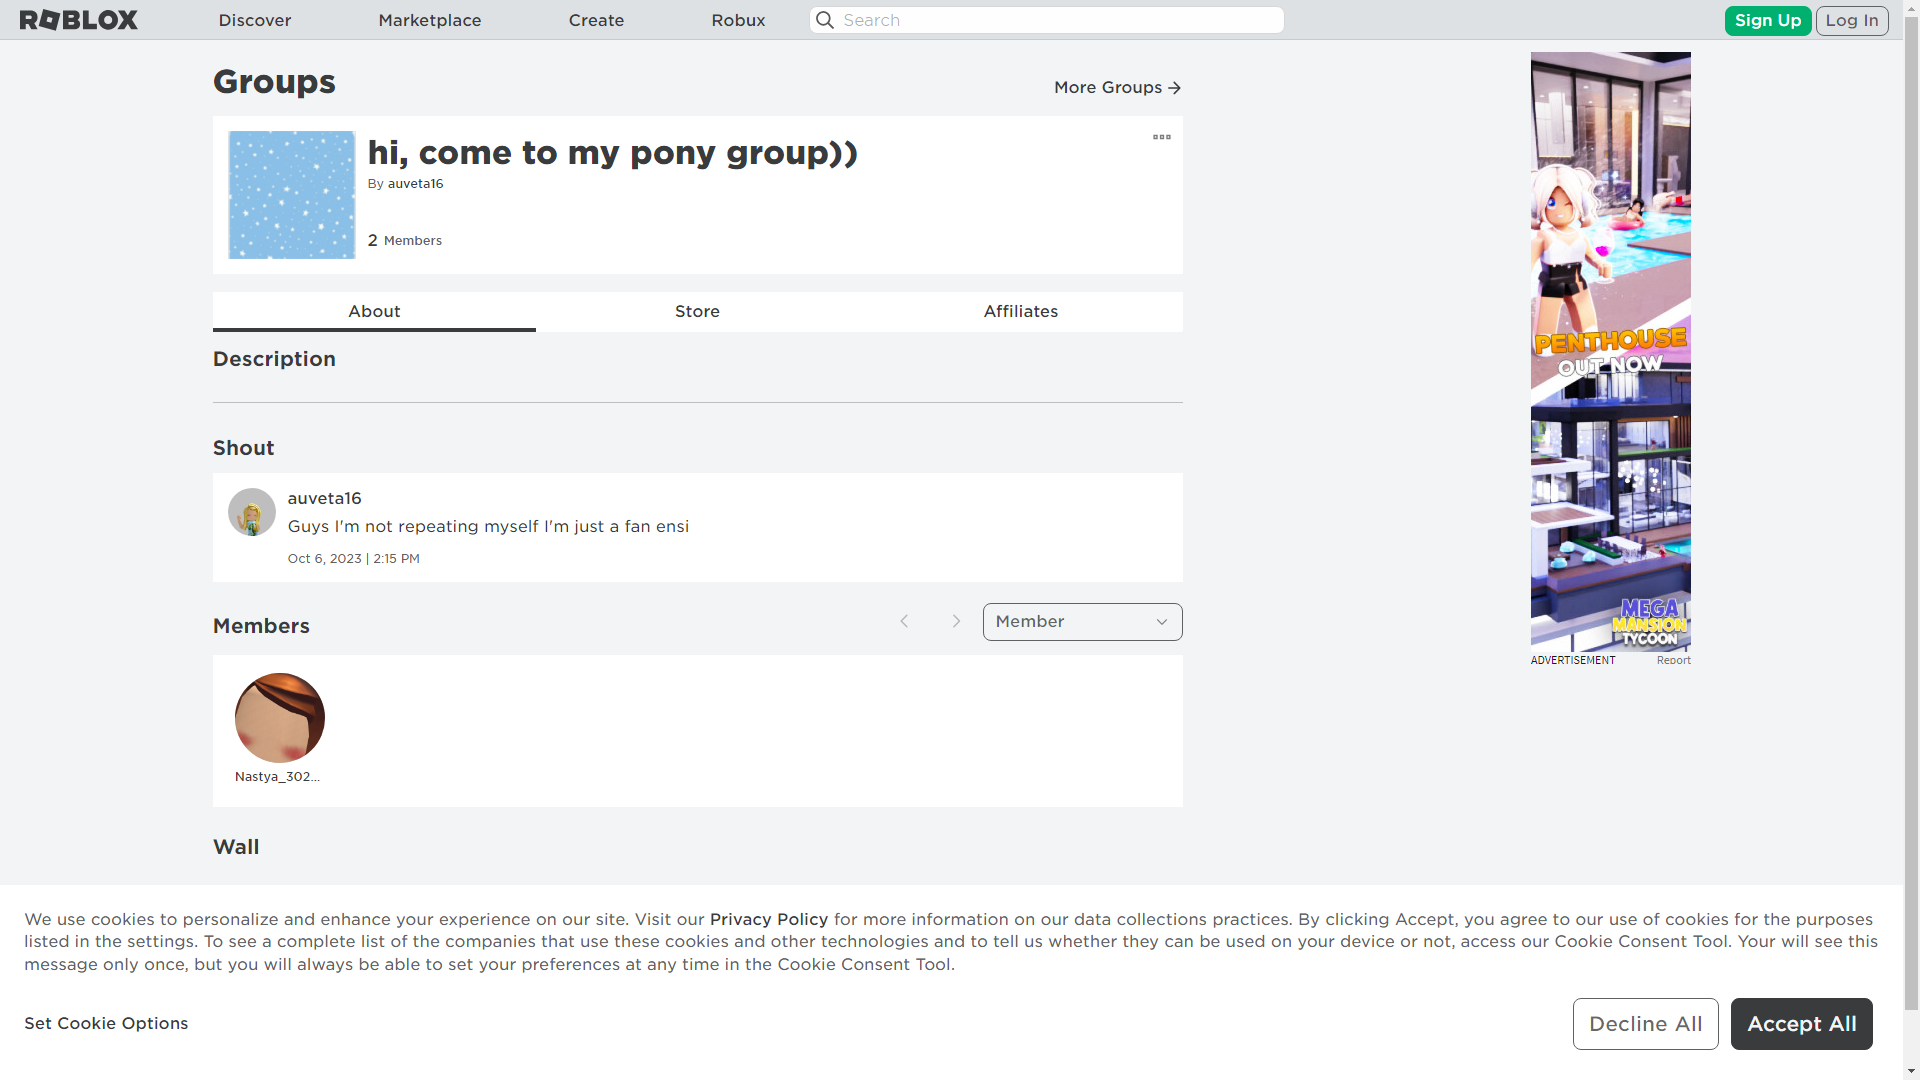 ROBLOX
Discover
Marketplace
Create
Robux
Search
Sign Up
Log In
Groups
More Groups
hi, come to my pony group))
By auveta16
2 Members
About
Store
Affiliates
Description
Shout
auveta16
Guys I'm not repeating myself I'm just a fan ensi
Oct 6, 2023 | 2:15 PM
Members
Member
Nastya_302...
Wall
PENTHOUSE
OUT NOW
MEGA
MANSION
TYCOON
ADVERTISEMENT
Report
We use cookies to personalize and enhance your experience on our site. Visit our Privacy Policy for more information on our data collections practices. By clicking Accept, you agree to our use of cookies for the purposes
listed in the settings. To see a complete list of the companies that use these cookies and other technologies and to tell us whether they can be used on your device or not, access our Cookie Consent Tool. Your will see this
message only once, but you will always be able to set your preferences at any time in the Cookie Consent Tool.
Set Cookie Options
Decline All
Accept All